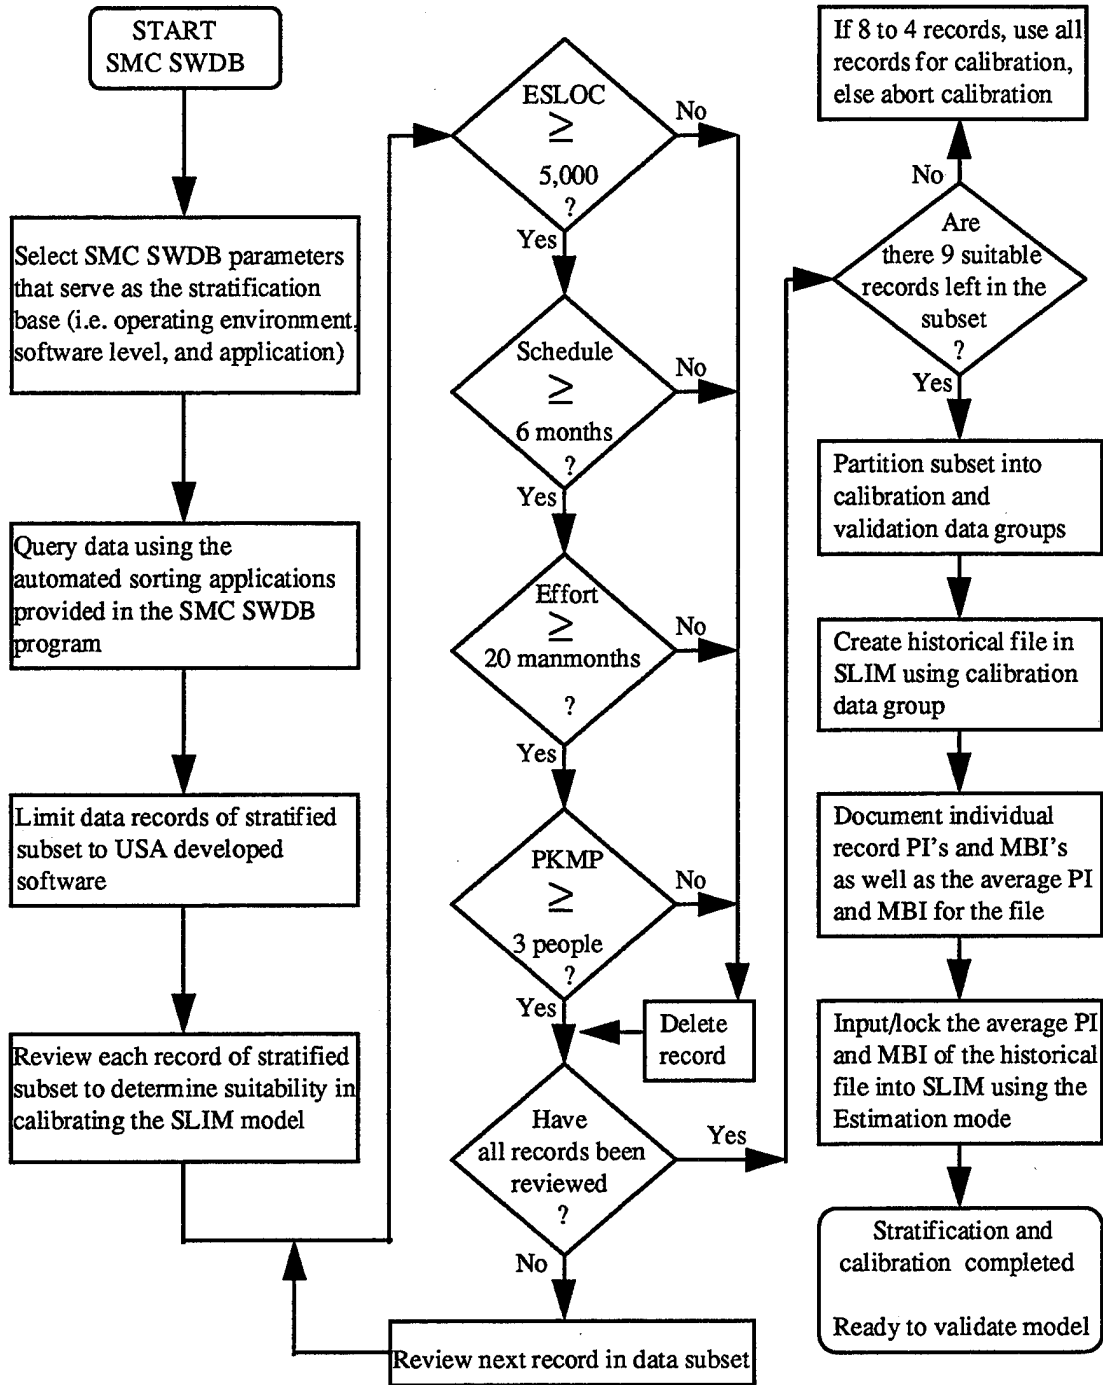 START
SMC SWDB
Select SMC SWDB parameters
that serve as the stratification
base (i.e. operating environment,
software level, and application)
Query data using the
automated sorting applications
provided in the SMC SWDB
program
Limit data records of stratified
subset to USA developed
software
Review each record of stratified
subset to determine suitability in
calibrating the SLIM model
ESLOC
≥
5,000
?
No
Yes
Schedule
≥
6 months
?
No
Yes
Effort
≥
20 manmonths
?
No
Yes
PKMP
≥
3 people
?
No
Yes
Delete
record
Have
all records been
reviewed
?
Yes
No
Review next record in data subset
If 8 to 4 records, use all
records for calibration,
else abort calibration
No
Are
there 9 suitable
records left in the
subset
?
Yes
Partition subset into
calibration and
validation data groups
Create historical file in
SLIM using calibration
data group
Document individual
record PI's and MBI's
as well as the average PI
and MBI for the file
Input/lock the average PI
and MBI of the historical
file into SLIM using the
Estimation mode
Stratification and
calibration completed
Ready to validate model